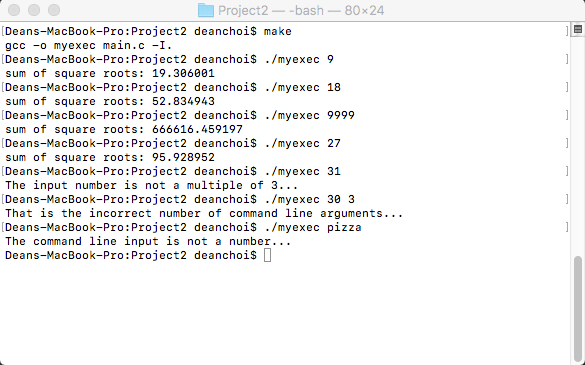 Project2 — -bash — 80×24
[Deans-MacBook-Pro:Project2 deanchoi$ make ]
gcc -o myexec main.c -I.
[Deans-MacBook-Pro:Project2 deanchoi$ ./myexec 9 ]
sum of square roots: 19.306001
[Deans-MacBook-Pro:Project2 deanchoi$ ./myexec 18 ]
sum of square roots: 52.834943
[Deans-MacBook-Pro:Project2 deanchoi$ ./myexec 9999 ]
sum of square roots: 666616.459197
[Deans-MacBook-Pro:Project2 deanchoi$ ./myexec 27 ]
sum of square roots: 95.928952
[Deans-MacBook-Pro:Project2 deanchoi$ ./myexec 31 ]
The input number is not a multiple of 3...
[Deans-MacBook-Pro:Project2 deanchoi$ ./myexec 30 3 ]
That is the incorrect number of command line arguments...
[Deans-MacBook-Pro:Project2 deanchoi$ ./myexec pizza ]
The command line input is not a number...
Deans-MacBook-Pro:Project2 deanchoi$